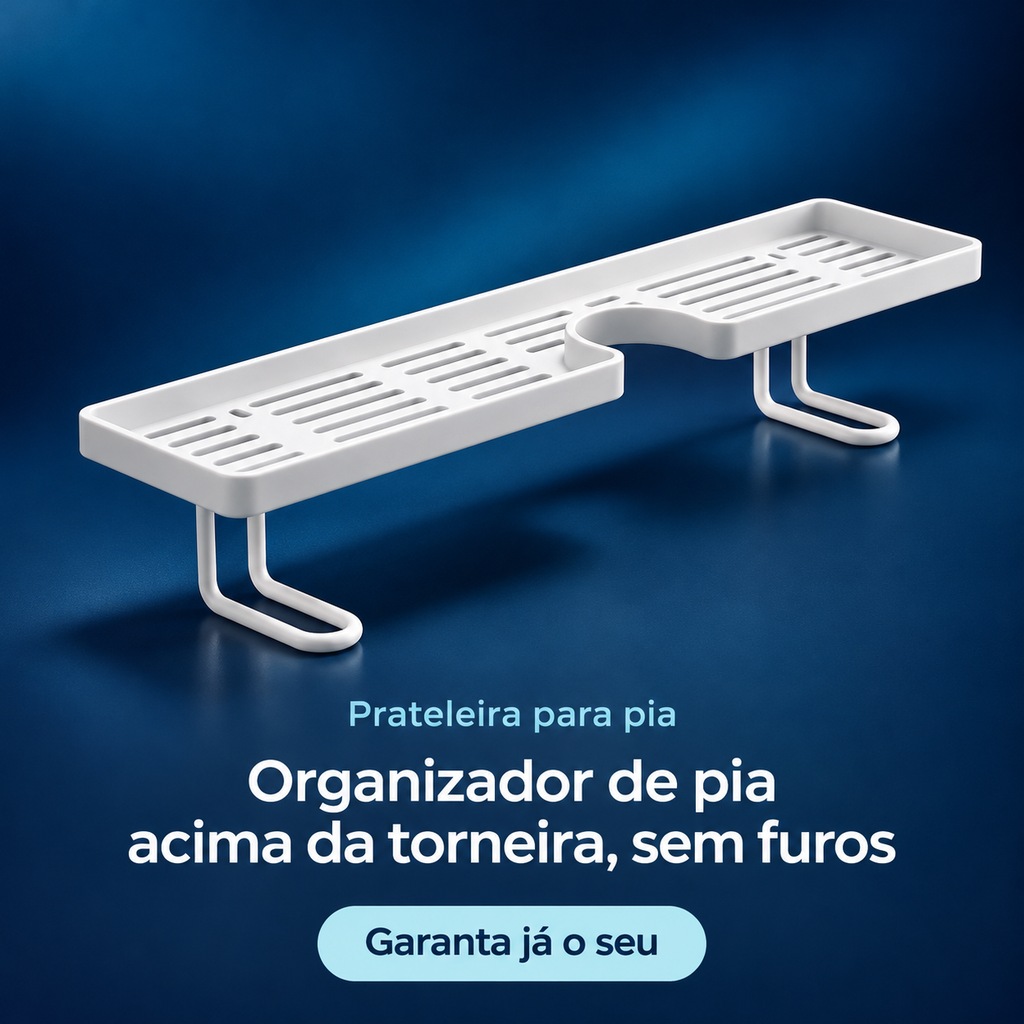 Prateleira para pia
Organizador de pia
acima da torneira, sem furos
Garanta já o seu